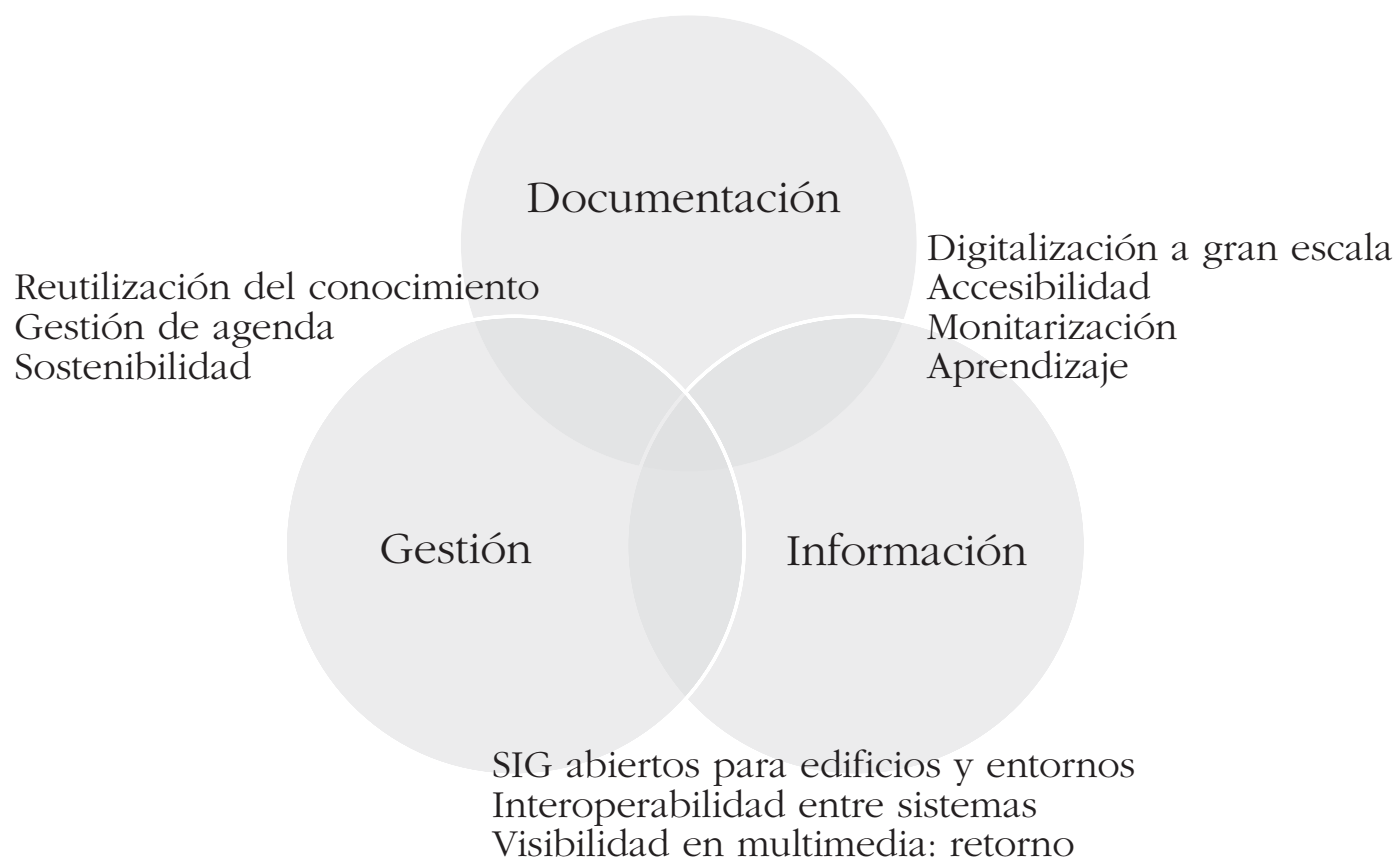 Documentación
Digitalización a gran escala
Accesibilidad
Monitarización
Aprendizaje
Reutilización del conocimiento
Gestión de agenda
Sostenibilidad
Gestión
Información
SIG abiertos para edificios y entornos
Interoperabilidad entre sistemas
Visibilidad en multimedia: retorno